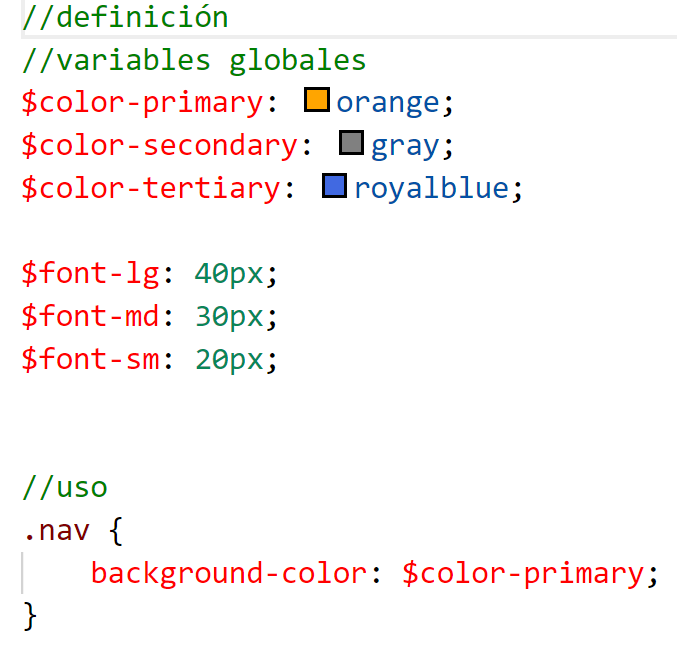 //definición
//variables globales
$color-primary: orange;
$color-secondary: gray;
$color-tertiary: royalblue;
$font-lg: 40px;
$font-md: 30px;
$font-sm: 20px;
//uso
.nav {
background-color: $color-primary;
}